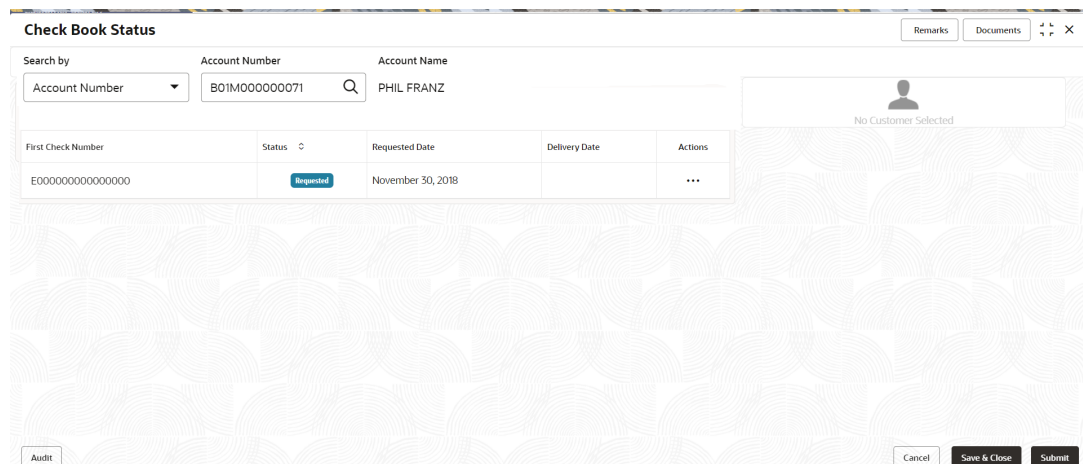 Check Book Status
Remarks
Documents
Search by
Account Number
Account Name
Account Number
B01M000000071
PHIL FRANZ
No Customer Selected
First Check Number
Status
Requested Date
Delivery Date
Actions
E000000000000000
Requested
November 30, 2018
Audit
Cancel
Save & Close
Submit